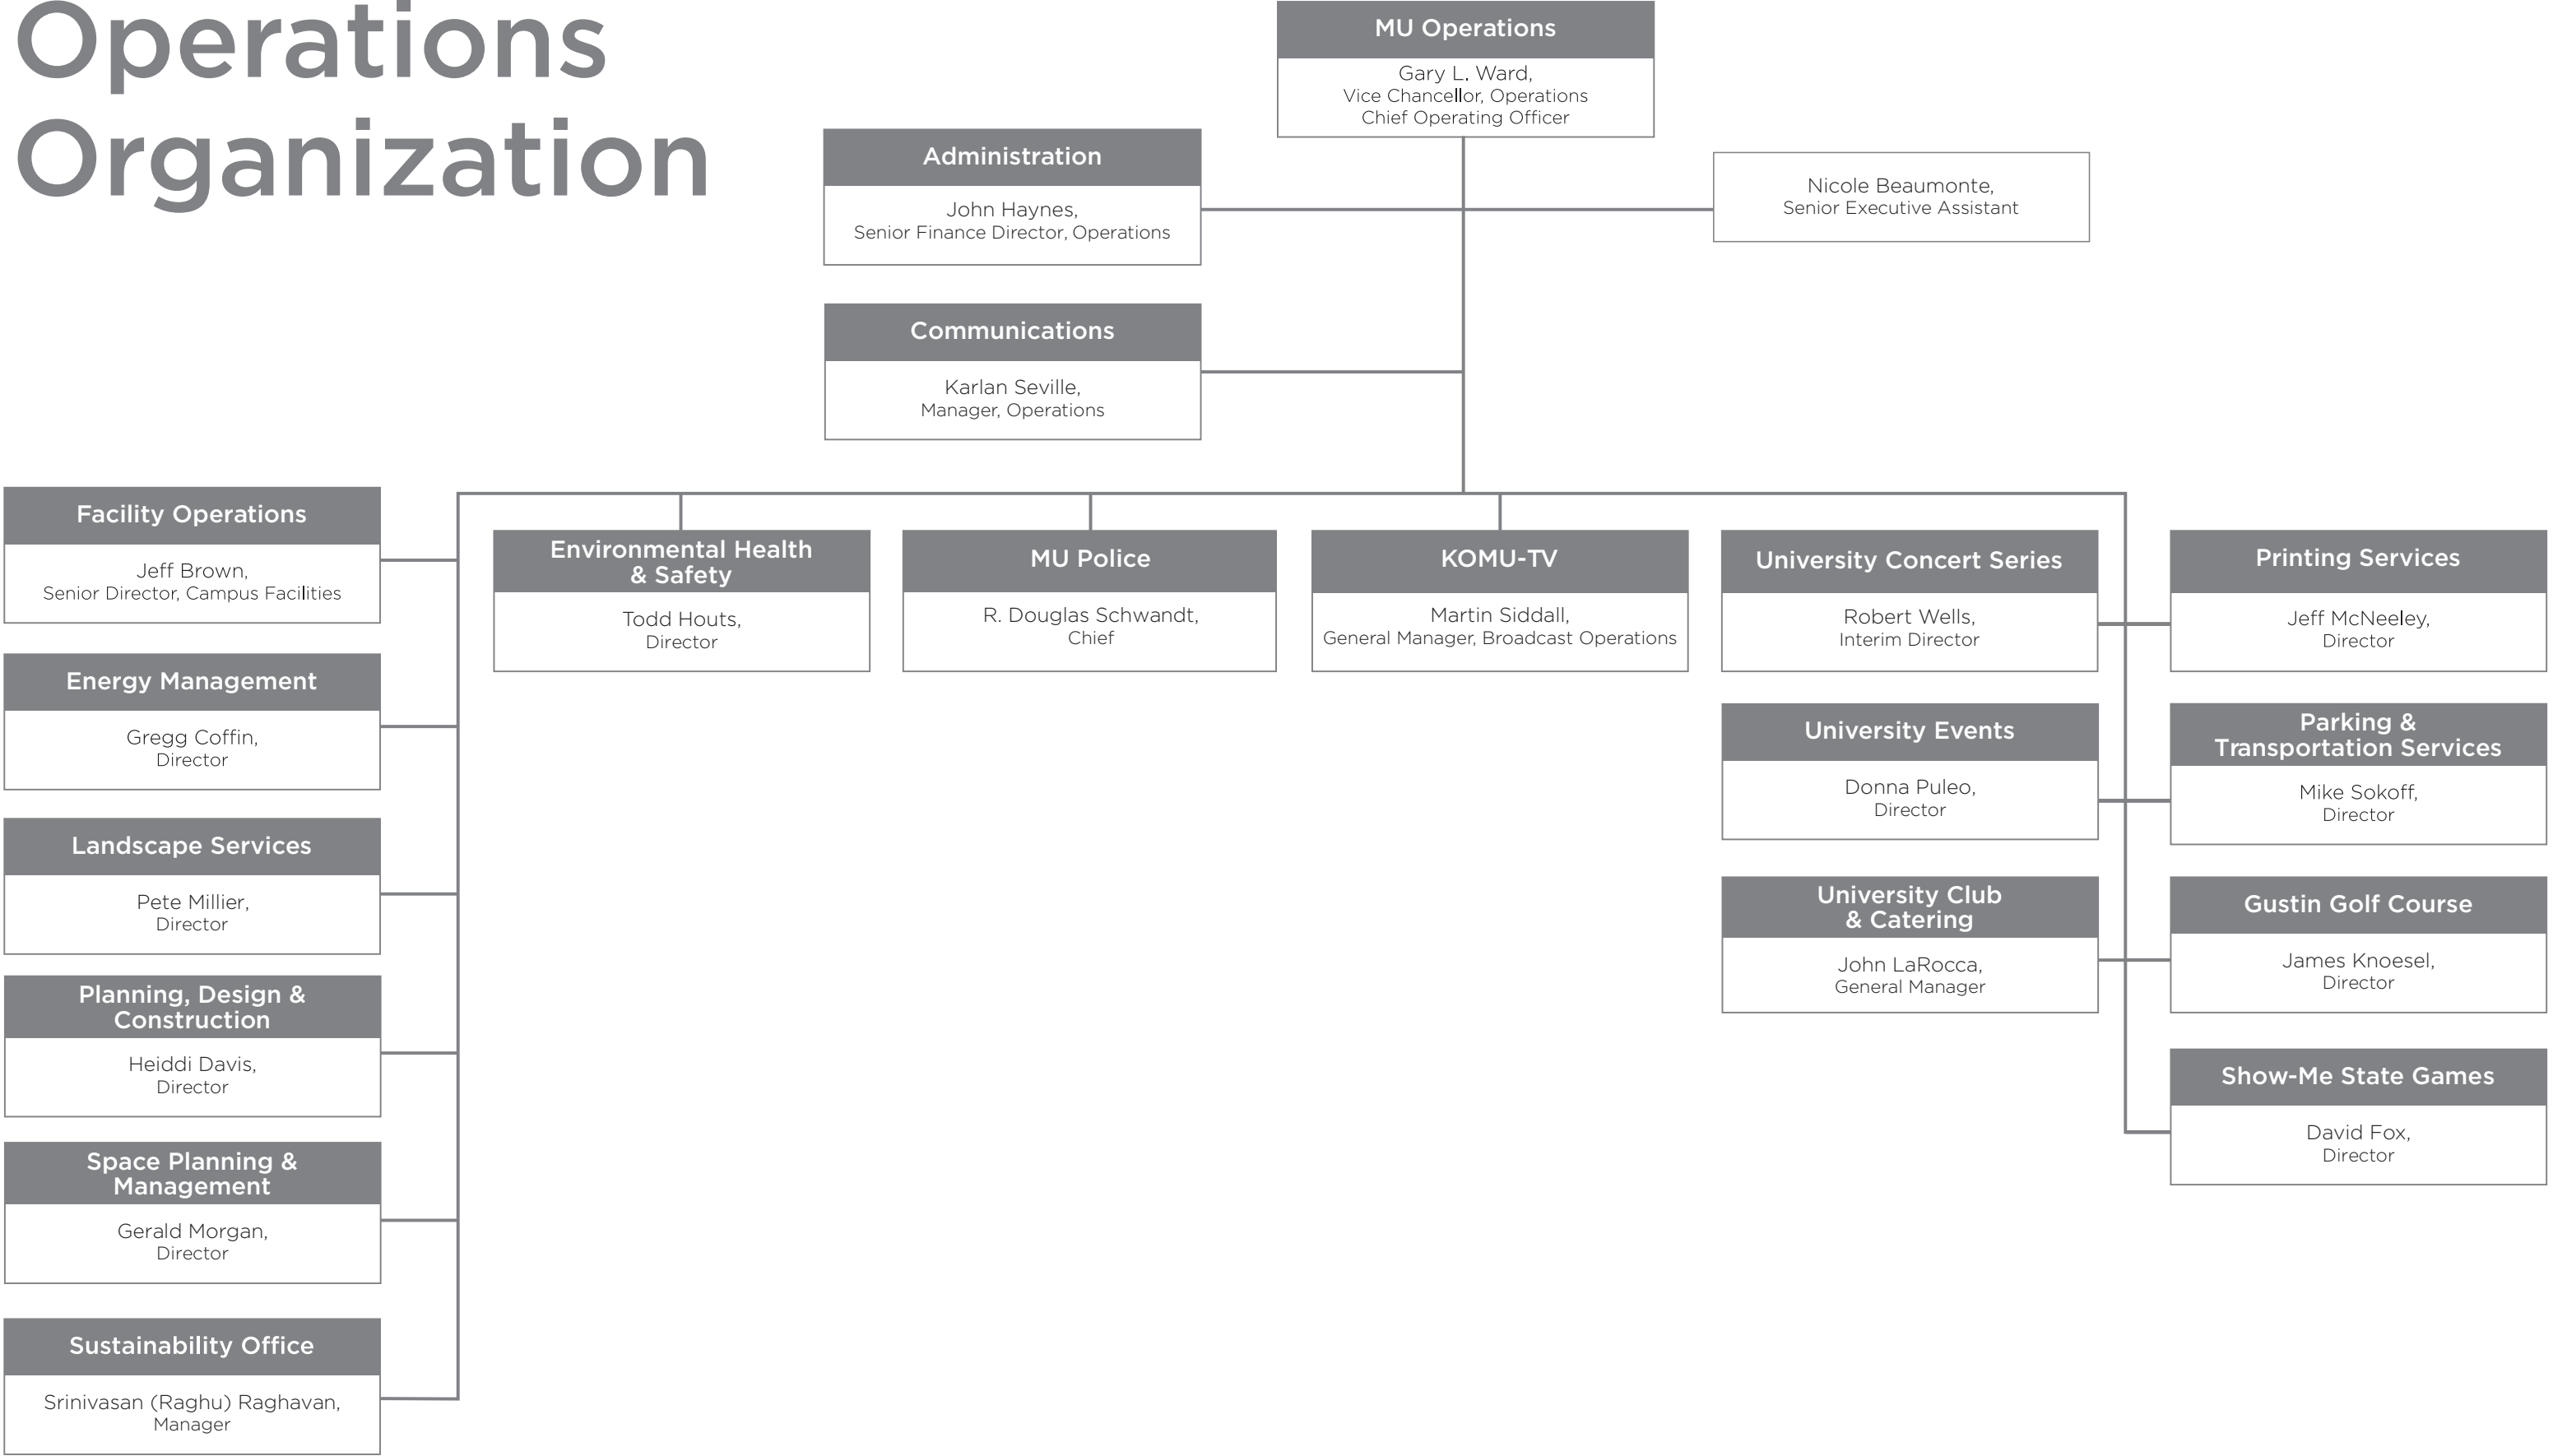 Operations
Organization
MU Operations
Gary L. Ward,
Vice Chancellor, Operations
Chief Operating Officer
Administration
John Haynes,
Senior Finance Director, Operations
Nicole Beaumonte,
Senior Executive Assistant
Communications
Karlan Seville,
Manager, Operations
Facility Operations
Jeff Brown,
Senior Director, Campus Facilities
Energy Management
Gregg Coffin,
Director
Landscape Services
Pete Millier,
Director
Planning, Design &
Construction
Heiddi Davis,
Director
Space Planning &
Management
Gerald Morgan,
Director
Sustainability Office
Srinivasan (Raghu) Raghavan,
Manager
Environmental Health
& Safety
Todd Houts,
Director
MU Police
R. Douglas Schwandt,
Chief
KOMU-TV
Martin Siddall,
General Manager, Broadcast Operations
University Concert Series
Robert Wells,
Interim Director
University Events
Donna Puleo,
Director
University Club
& Catering
John LaRocca,
General Manager
Printing Services
Jeff McNeeley,
Director
Parking &
Transportation Services
Mike Sokoff,
Director
Gustin Golf Course
James Knoesel,
Director
Show-Me State Games
David Fox,
Director